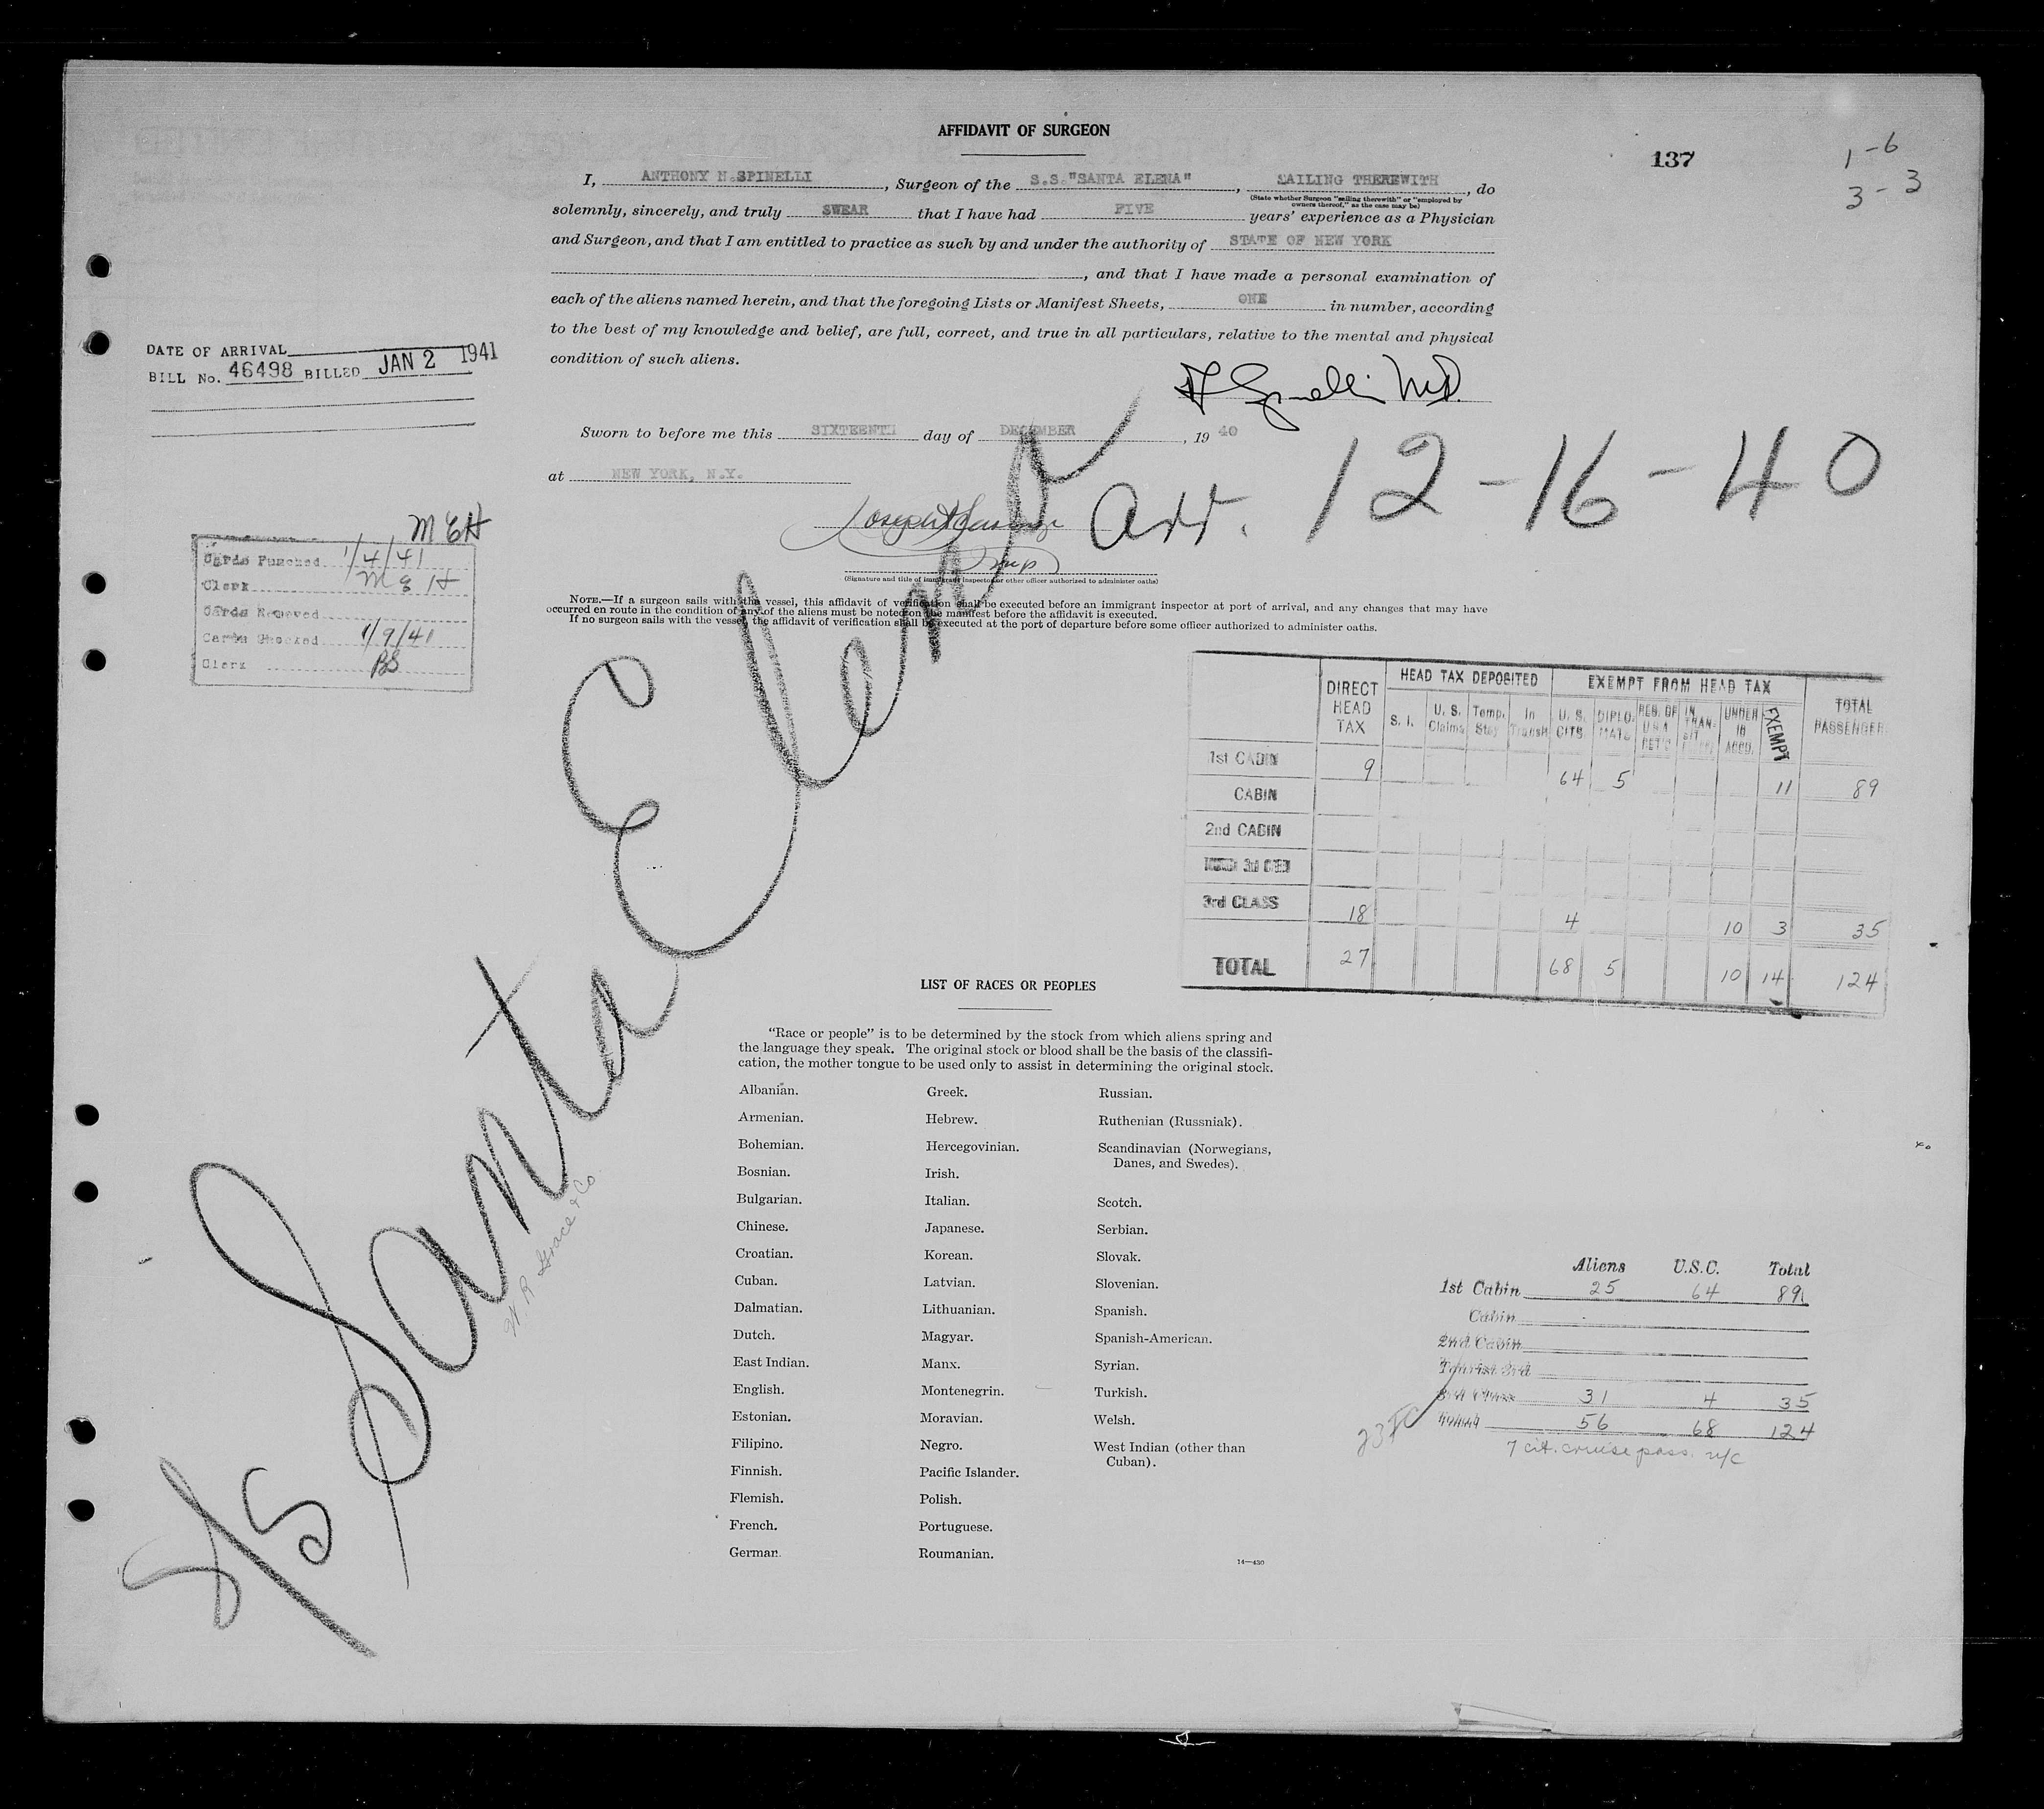 AFFIDAVIT OF SURGEON
137
1-6
3-3
I, ANTHONY N.SPINELLI, Surgeon of the S.S."SANTA ELENA", SAILING THEREWITH, do
(State whether Surgeon "sailing therewith" or "employed by
owners thereof," as the case may be)
solemnly, sincerely, and truly SWEAR that I have had FIVE years' experience as a Physician
and Surgeon, and that I am entitled to practice as such by and under the authority of STATE OF NEW YORK
, and that I have made a personal examination of
each of the aliens named herein, and that the foregoing Lists or Manifest Sheets, ONE in number, according
to the best of my knowledge and belief, are full, correct, and true in all particulars, relative to the mental and physical
condition of such aliens.
DATE OF ARRIVAL
BILL No. 46498 BILLED JAN 2 1941
Spinelli M.D.
Sworn to before me this SIXTEENTH day of DECEMBER, 19 40
at NEW YORK, N.Y.
Arr. 12-16-40
Joseph
Insp
(Signature and title of immigrant inspector or other officer authorized to administer oaths)
MEH
Cards Punched 1/4/41
Clerk MEH
Cards Removed
Cards Checked 1/9/41
Clerk BS
NOTE.—If a surgeon sails with the vessel, this affidavit of verification shall be executed before an immigrant inspector at port of arrival, and any changes that may have
occurred en route in the condition of any of the aliens must be noted on the manifest before the affidavit is executed.
If no surgeon sails with the vessel, the affidavit of verification shall be executed at the port of departure before some officer authorized to administer oaths.
S/S Santa Elena
W. R. Grace & Co.
DIRECT HEAD TAX HEAD TAX DEPOSITED EXEMPT FROM HEAD TAX TOTAL PASSENGER
S. I. U. S. Claims Temp. Stay In Transit U. S. CITS. DIPLO-MATS RES. OF U.S.A. RET'G IN TRAN-SIT UNDER 16 ACCD. EXEMPT
1st CABIN 9 64 5 11 89
CABIN
2nd CABIN
3rd
3rd CLASS 18 4 10 3 35
TOTAL 27 68 5 10 14 124
LIST OF RACES OR PEOPLES
"Race or people" is to be determined by the stock from which aliens spring and
the language they speak. The original stock or blood shall be the basis of the classifi-
cation, the mother tongue to be used only to assist in determining the original stock.
Albanian.
Armenian.
Bohemian.
Bosnian.
Bulgarian.
Chinese.
Croatian.
Cuban.
Dalmatian.
Dutch.
East Indian.
English.
Estonian.
Filipino.
Finnish.
Flemish.
French.
German.
Greek.
Hebrew.
Hercegovinian.
Irish.
Italian.
Japanese.
Korean.
Latvian.
Lithuanian.
Magyar.
Manx.
Montenegrin.
Moravian.
Negro.
Pacific Islander.
Polish.
Portuguese.
Roumanian.
Russian.
Ruthenian (Russniak).
Scandinavian (Norwegians,
Danes, and Swedes).
Scotch.
Serbian.
Slovak.
Slovenian.
Spanish.
Spanish-American.
Syrian.
Turkish.
Welsh.
West Indian (other than
Cuban).
14—430
Aliens U.S.C. Total
1st Cabin 25 64 89
Cabin
2nd Cabin
Tourist 3rd
3rd Class 31 4 35
56 68 124
7 cit. cruise pass. n/c